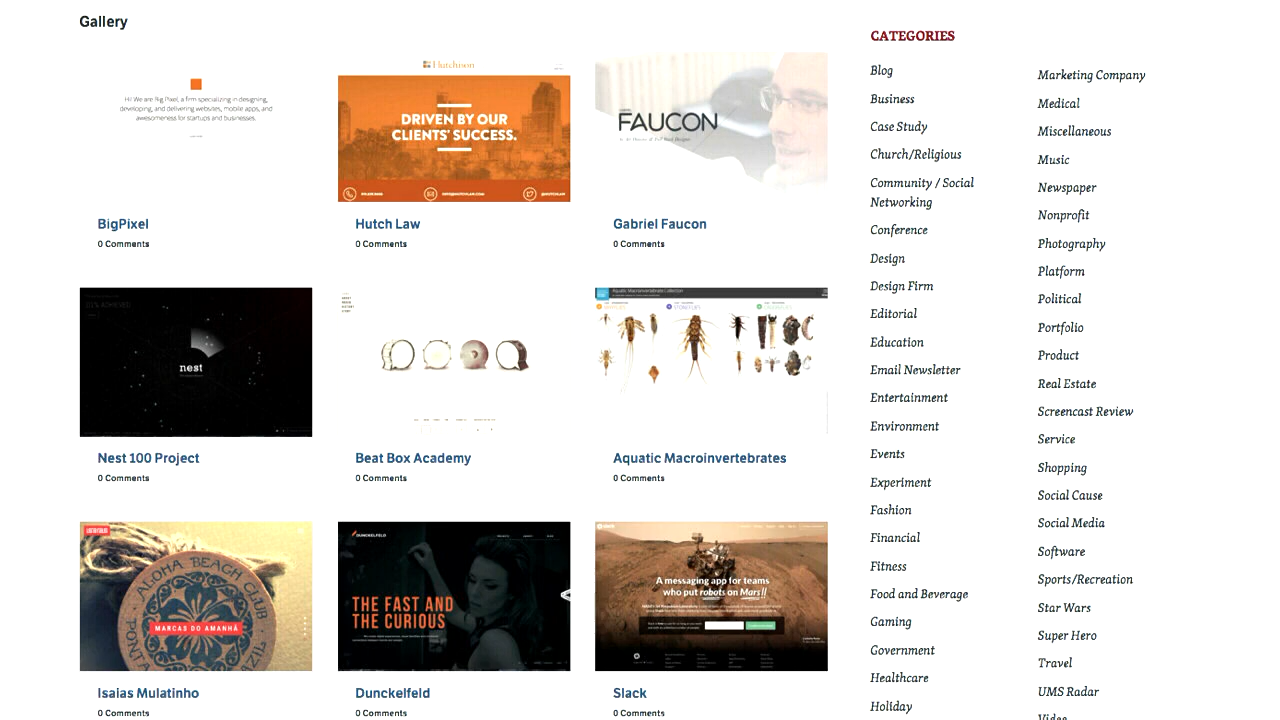 Gallery
Hi! We are Big Pixel, a firm specializing in designing,
developing, and delivering websites, mobile apps, and
awesomeness for startups and businesses.
BigPixel
0 Comments
Hutchison
DRIVEN BY OUR
CLIENTS' SUCCESS.
Hutch Law
0 Comments
FAUCON
Gabriel Faucon
0 Comments
nest
Nest 100 Project
0 Comments
Beat Box Academy
0 Comments
Aquatic Macroinvertebrates Collection
Aquatic Macroinvertebrates
0 Comments
ALOHA BEACH CLUB
MARCAS DO AMANHÃ
Isaias Mulatinho
0 Comments
DUNCKELFELD
THE FAST AND
THE CURIOUS
Dunckelfeld
0 Comments
A messaging app for teams
who put robots on Mars!!
Slack
0 Comments
CATEGORIES
Blog
Business
Case Study
Church/Religious
Community / Social
Networking
Conference
Design
Design Firm
Editorial
Education
Email Newsletter
Entertainment
Environment
Events
Experiment
Fashion
Financial
Fitness
Food and Beverage
Gaming
Government
Healthcare
Holiday
Marketing Company
Medical
Miscellaneous
Music
Newspaper
Nonprofit
Photography
Platform
Political
Portfolio
Product
Real Estate
Screencast Review
Service
Shopping
Social Cause
Social Media
Software
Sports/Recreation
Star Wars
Super Hero
Travel
UMS Radar
Video